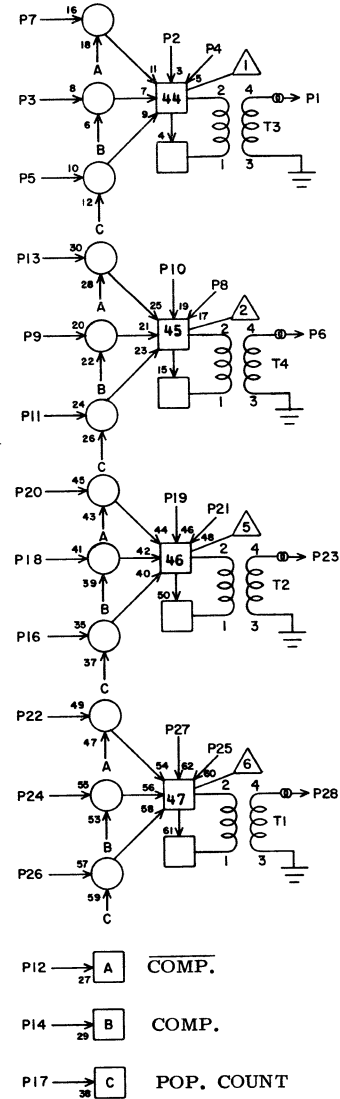 P7 16
18
A
P2
P4
1
11 3 5
P3 8
7 44
2 4 P1
6
9
T3
B
4
1 3
P5 10
12
C
P13 30
28
A
P10
P8
2
25 19 17
P9 20
21 45
2 4 P6
22
23
T4
B
15
1 3
P11 24
26
C
P20 45
43
A
P19
P21
5
44 46 48
P18 41
42 46
2 4 P23
39
40
T2
B
50
1 3
P16 35
37
C
P22 49
47
A
P27
P25
6
54 62 60
P24 55
56 47
2 4 P28
53
58
T1
B
61
1 3
P26 57
59
C
P12 27 A COMP.
P14 29 B COMP.
P17 38 C POP. COUNT